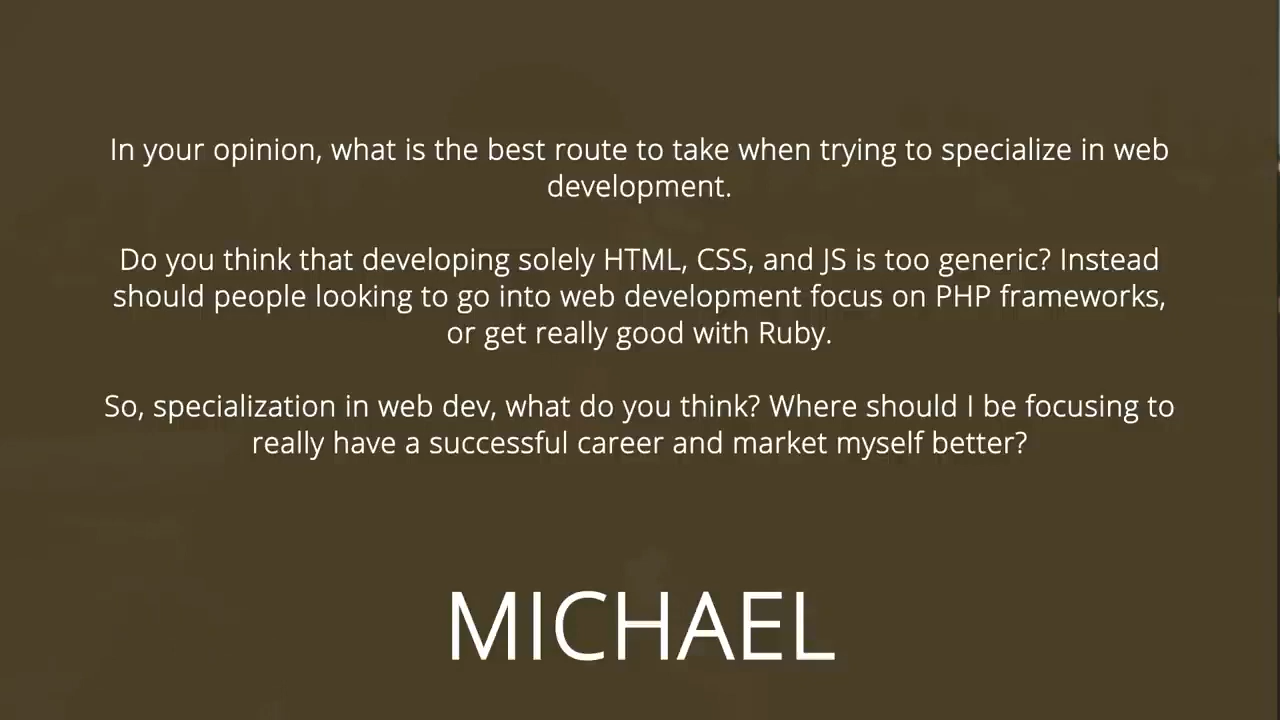 In your opinion, what is the best route to take when trying to specialize in web
development.
Do you think that developing solely HTML, CSS, and JS is too generic? Instead
should people looking to go into web development focus on PHP frameworks,
or get really good with Ruby.
So, specialization in web dev, what do you think? Where should I be focusing to
really have a successful career and market myself better?
MICHAEL